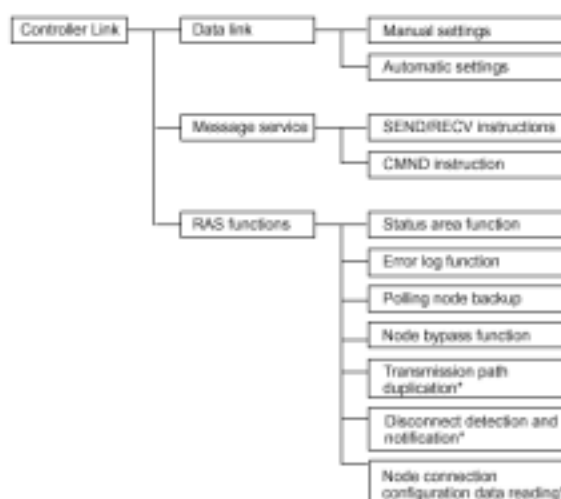 Controller Link
Data link
Manual settings
Automatic settings
Message service
SEND/RECV instructions
CMND instruction
RAS functions
Status area function
Error log function
Polling node backup
Node bypass function
Transmission path
duplication*
Disconnect detection and
notification*
Node connection
configuration data reading*